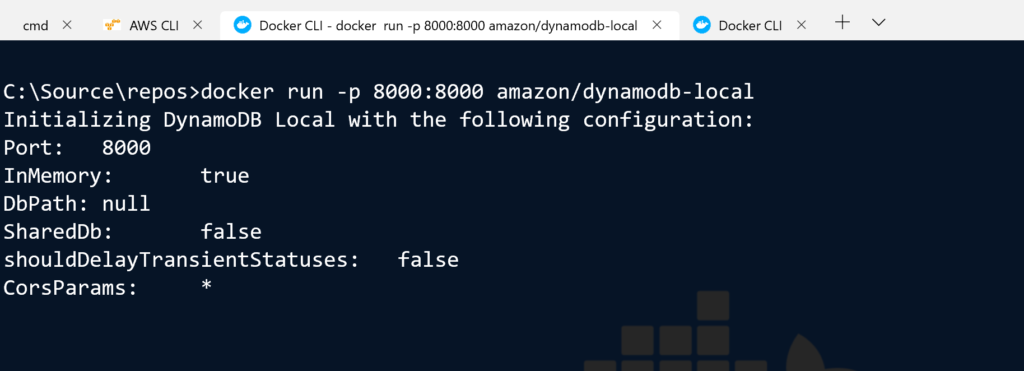 cmd AWS CLI Docker CLI - docker run -p 8000:8000 amazon/dynamodb-local Docker CLI
C:\Source\repos>docker run -p 8000:8000 amazon/dynamodb-local
Initializing DynamoDB Local with the following configuration:
Port: 8000
InMemory: true
DbPath: null
SharedDb: false
shouldDelayTransientStatuses: false
CorsParams: *